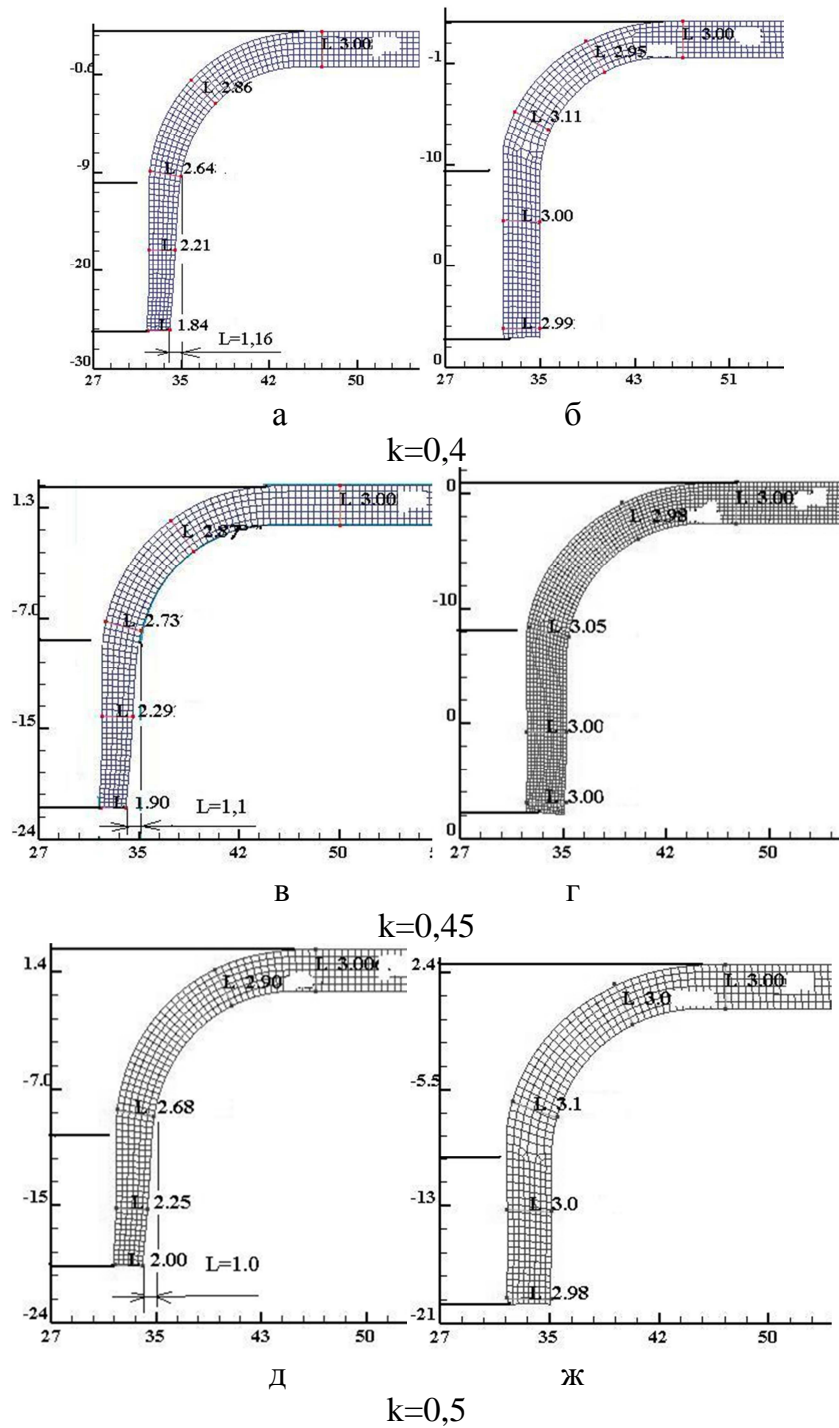 L 3.00
-0.6
L 2.86
-9
L 2.64
L 2.21
-20
L 1.84
L=1,16
-30
27 35 42 50
а
L 3.00
-1
L 2.95
L 3.11
-10
L 3.00
0
L 2.99
0
27 35 43 51
б
k=0,4
L 3.00
1.3
L 2.87
-7.0
L 2.73
L 2.29
-15
L 1.90
L=1,1
-24
27 42 50
в
0
L 3.00
L 2.98
-10
L 3.05
0
L 3.00
L 3.00
0
27 35 42 50
г
k=0,45
1.4
L 3.00
L 2.90
-7.0
L 2.68
-15
L 2.25
L 2.00
L=1.0
-24
27 35 43 50
д
2.4
L 3.00
L 3.0
-5.5
L 3.1
-13
L 3.0
L 2.98
-21
27 35 42 50
ж
k=0,5